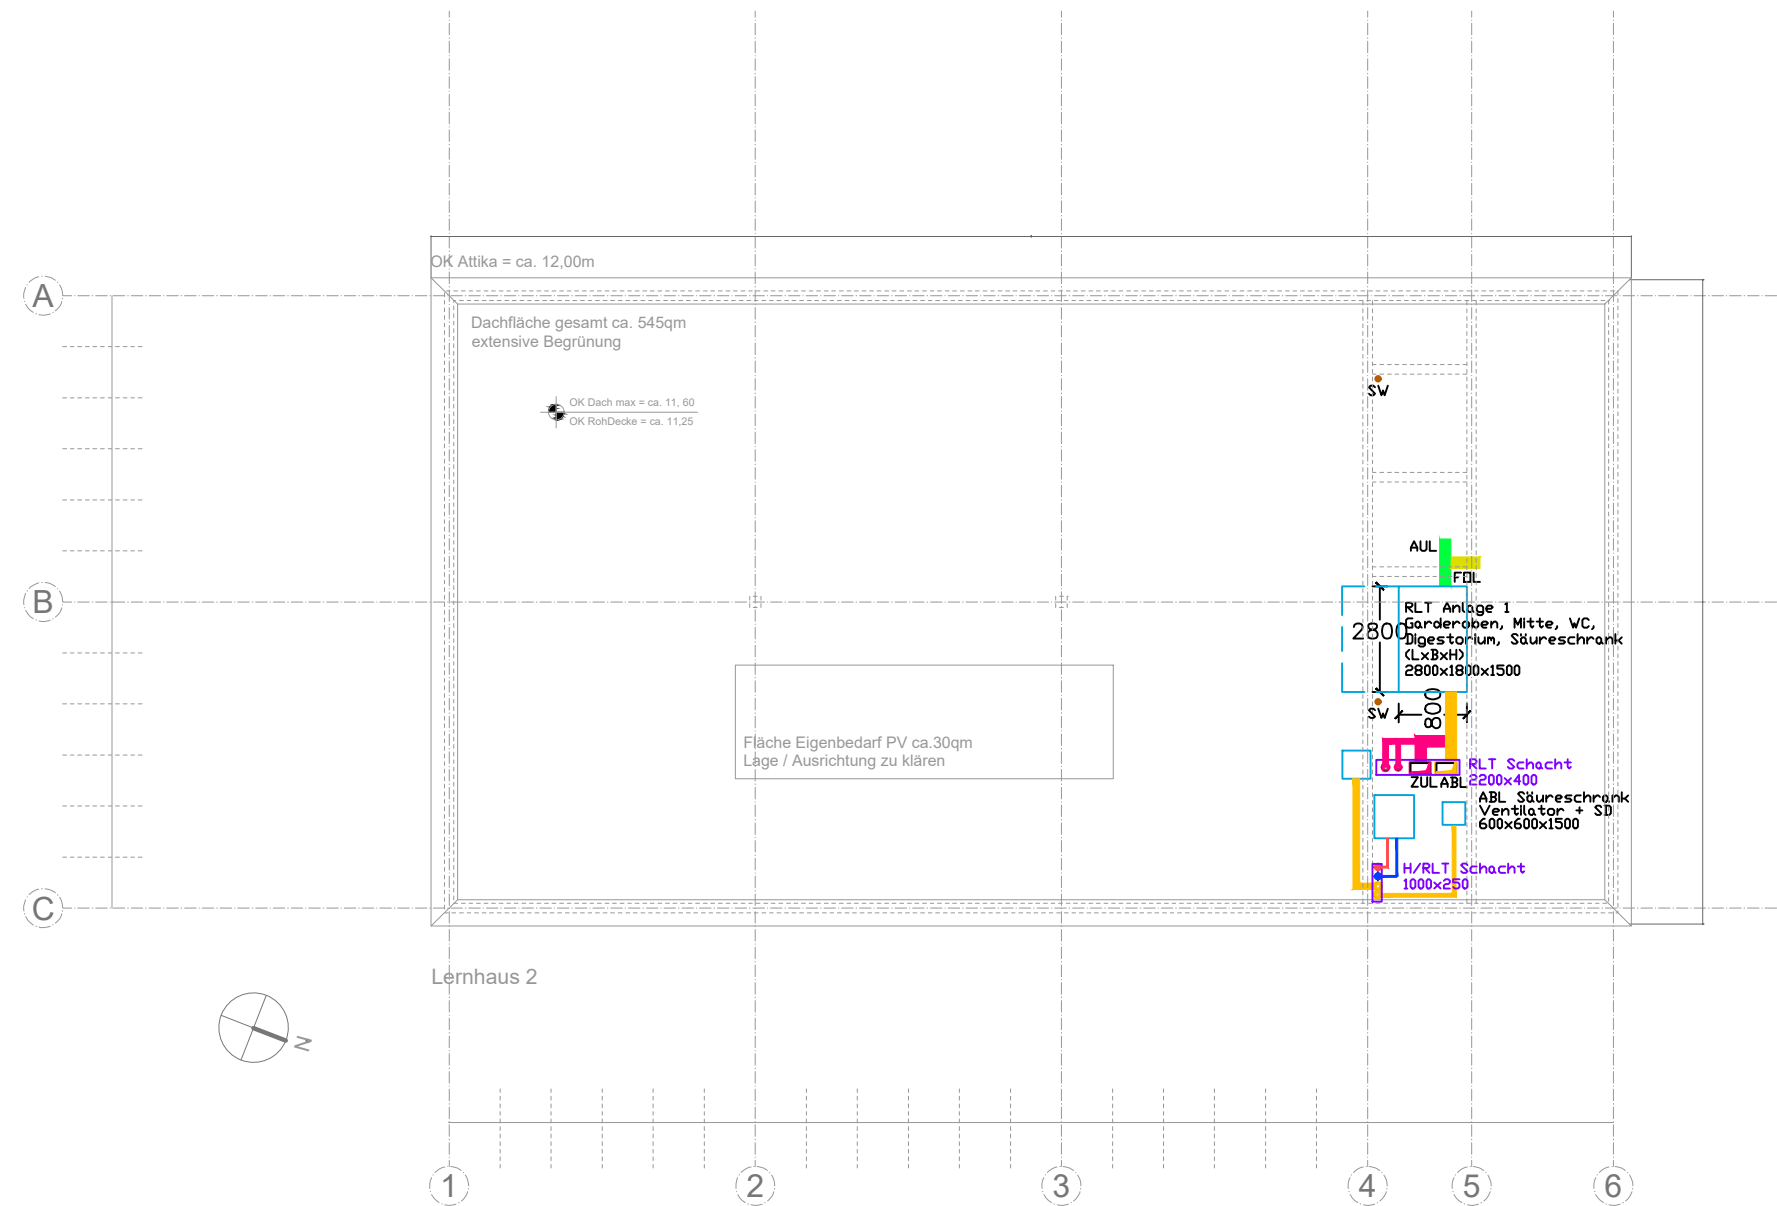 OK Attika = ca. 12,00m
A
Dachfläche gesamt ca. 545qm
extensive Begrünung
SW
OK Dach max = ca. 11, 60
OK RohDecke = ca. 11,25
AUL
FOL
B
RLT Anlage 1
Garderoben, Mitte, WC,
Digestorium, Säureschrank
(LxBxH)
2800x1800x1500
2800
SW
800
Fläche Eigenbedarf PV ca.30qm
Lage / Ausrichtung zu klären
RLT Schacht
2200x400
ZUL ABL
ABL Säureschrank
Ventilator + SD
600x600x1500
H/RLT Schacht
1000x250
C
Lernhaus 2
N
1 2 3 4 5 6